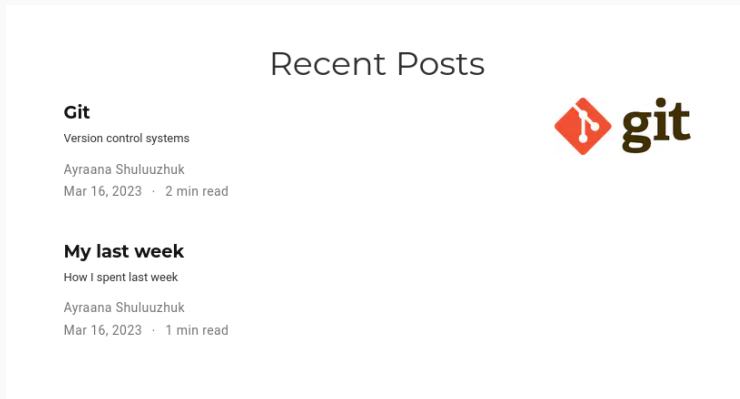 Recent Posts
Git
git
Version control systems
Ayraana Shuluuzhuk
Mar 16, 2023 · 2 min read
My last week
How I spent last week
Ayraana Shuluuzhuk
Mar 16, 2023 · 1 min read